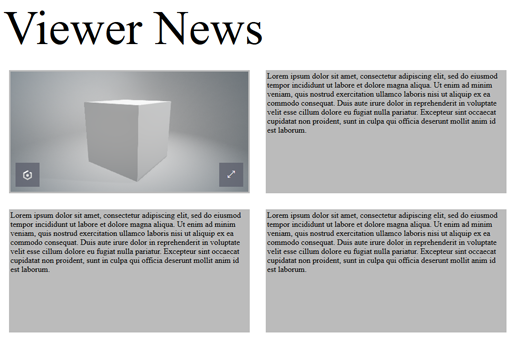 Viewer News
Lorem ipsum dolor sit amet, consectetur adipiscing elit, sed do eiusmod
tempor incididunt ut labore et dolore magna aliqua. Ut enim ad minim
veniam, quis nostrud exercitation ullamco laboris nisi ut aliquip ex ea
commodo consequat. Duis aute irure dolor in reprehenderit in voluptate
velit esse cillum dolore eu fugiat nulla pariatur. Excepteur sint occaecat
cupidatat non proident, sunt in culpa qui officia deserunt mollit anim id
est laborum.
Lorem ipsum dolor sit amet, consectetur adipiscing elit, sed do eiusmod
tempor incididunt ut labore et dolore magna aliqua. Ut enim ad minim
veniam, quis nostrud exercitation ullamco laboris nisi ut aliquip ex ea
commodo consequat. Duis aute irure dolor in reprehenderit in voluptate
velit esse cillum dolore eu fugiat nulla pariatur. Excepteur sint occaecat
cupidatat non proident, sunt in culpa qui officia deserunt mollit anim id
est laborum.
Lorem ipsum dolor sit amet, consectetur adipiscing elit, sed do eiusmod
tempor incididunt ut labore et dolore magna aliqua. Ut enim ad minim
veniam, quis nostrud exercitation ullamco laboris nisi ut aliquip ex ea
commodo consequat. Duis aute irure dolor in reprehenderit in voluptate
velit esse cillum dolore eu fugiat nulla pariatur. Excepteur sint occaecat
cupidatat non proident, sunt in culpa qui officia deserunt mollit anim id
est laborum.